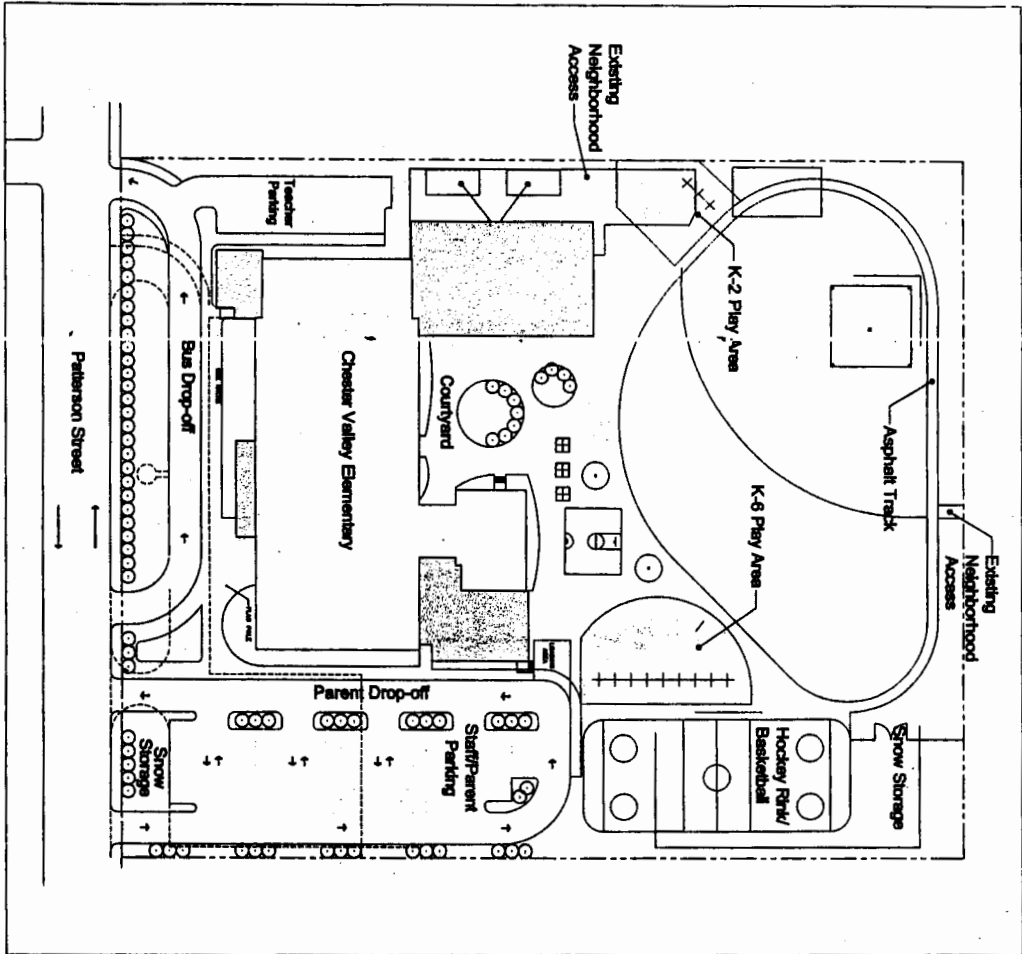 Existing
Neighborhood
Access
Teacher
Parking
K-2 Play Area
Asphalt Track
Existing
Neighborhood
Access
Bus Drop-off
Patterson Street
Chester Valley Elementary
Courtyard
K-6 Play Area
Parent Drop-off
Staff/Parent
Parking
Snow
Storage
Hockey Rink/
Basketball
Snow Storage
FLAG POLE